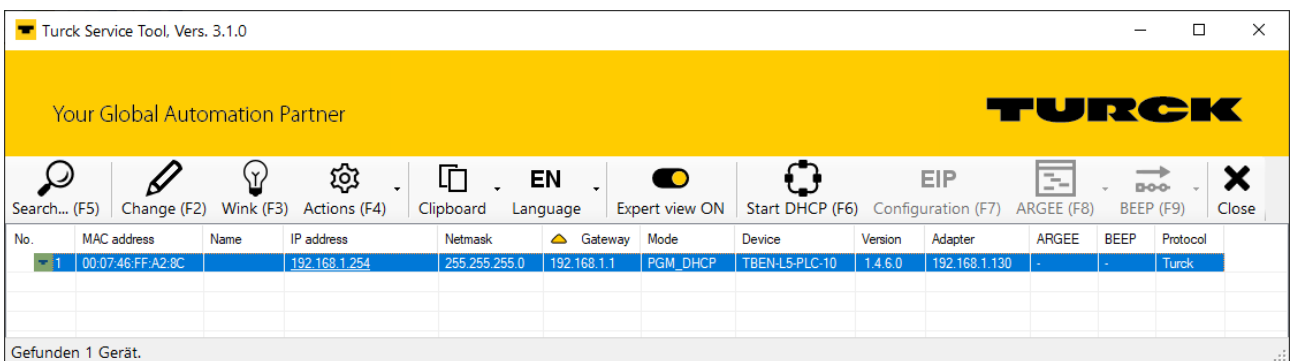 Turck Service Tool, Vers. 3.1.0
Your Global Automation Partner
TURCK
EN
EIP
Search... (F5) Change (F2) Wink (F3) Actions (F4) Clipboard Language Expert view ON Start DHCP (F6) Configuration (F7) ARGEE (F8) BEEP (F9) Close
No. MAC address Name IP address Netmask Gateway Mode Device Version Adapter ARGEE BEEP Protocol
1 00:07:46:FF:A2:8C 192.168.1.254 255.255.255.0 192.168.1.1 PGM_DHCP TBEN-L5-PLC-10 1.4.6.0 192.168.1.130 - - Turck
Gefunden 1 Gerät.